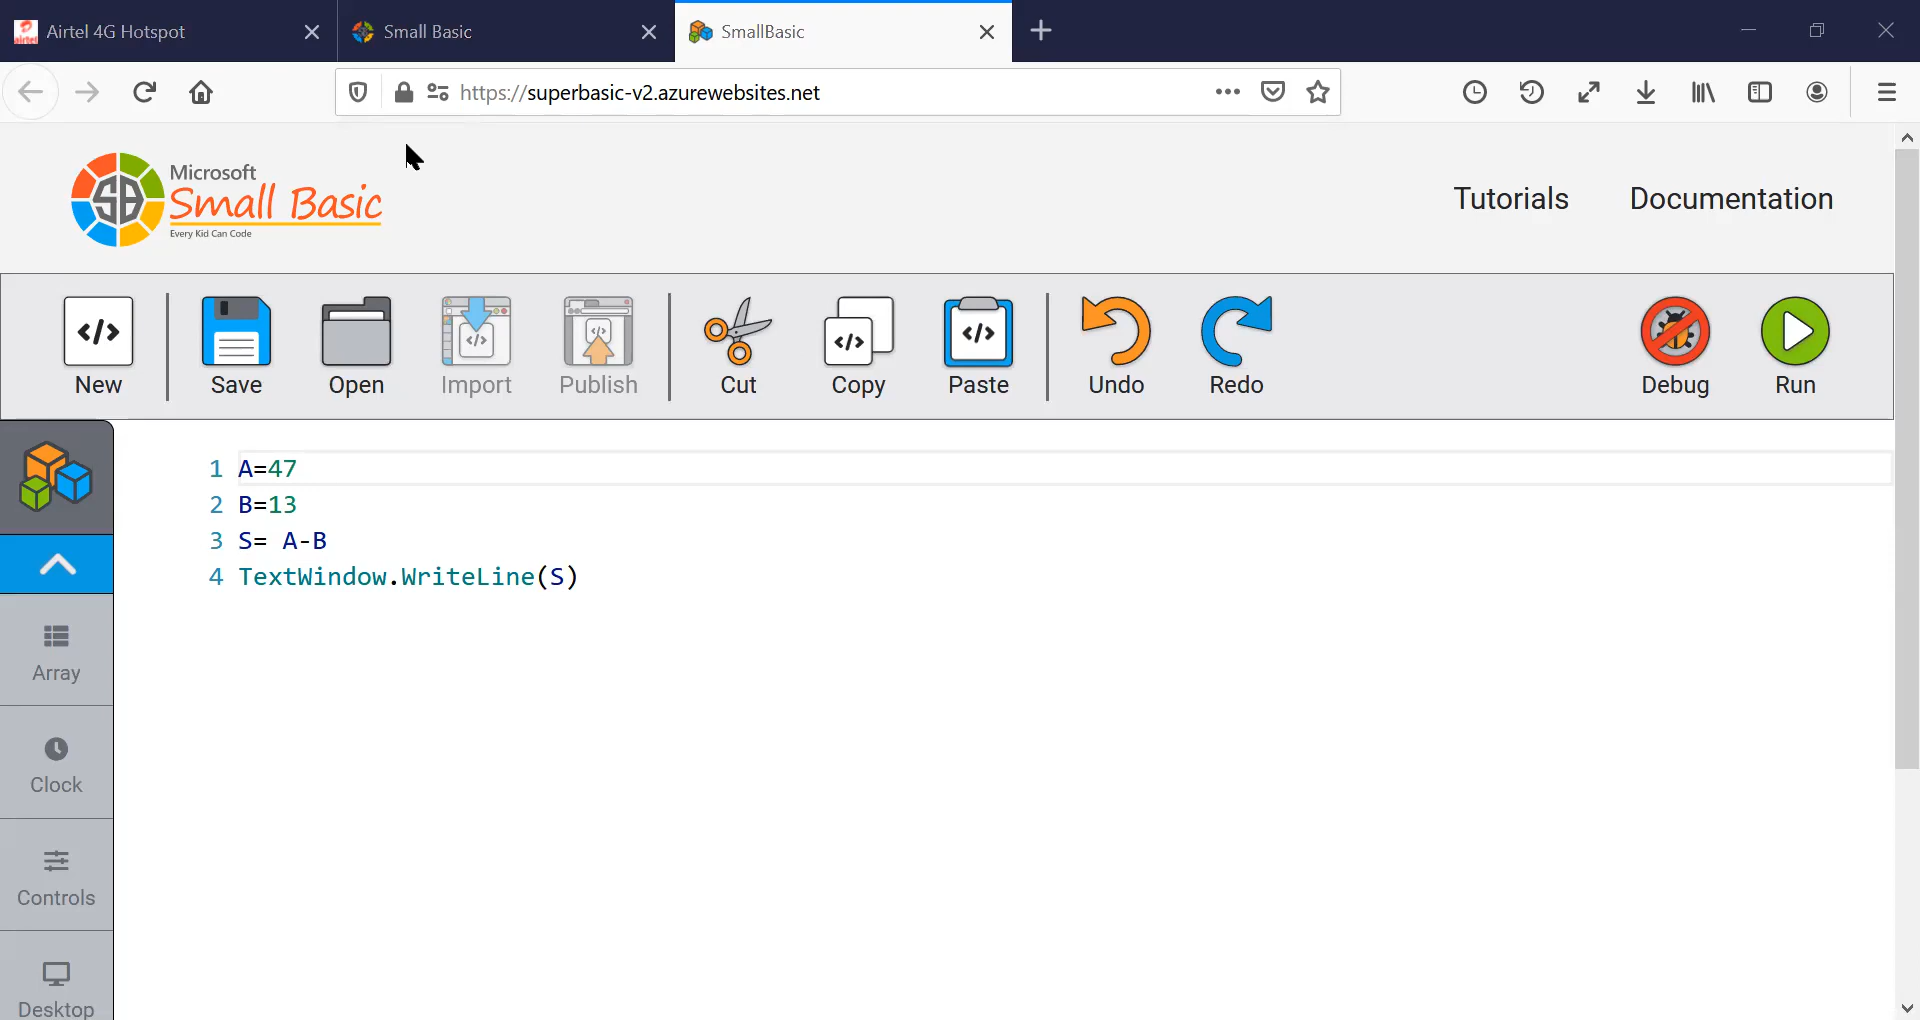 Airtel 4G Hotspot
Small Basic
SmallBasic
https://superbasic-v2.azurewebsites.net
Microsoft
Small Basic
Every Kid Can Code
SB
Tutorials
Documentation
New
Save
Open
Import
Publish
Cut
Copy
Paste
Undo
Redo
Debug
Run
1 A=47
2 B=13
3 S= A-B
4 TextWindow.WriteLine(S)
Array
Clock
Controls
Desktop